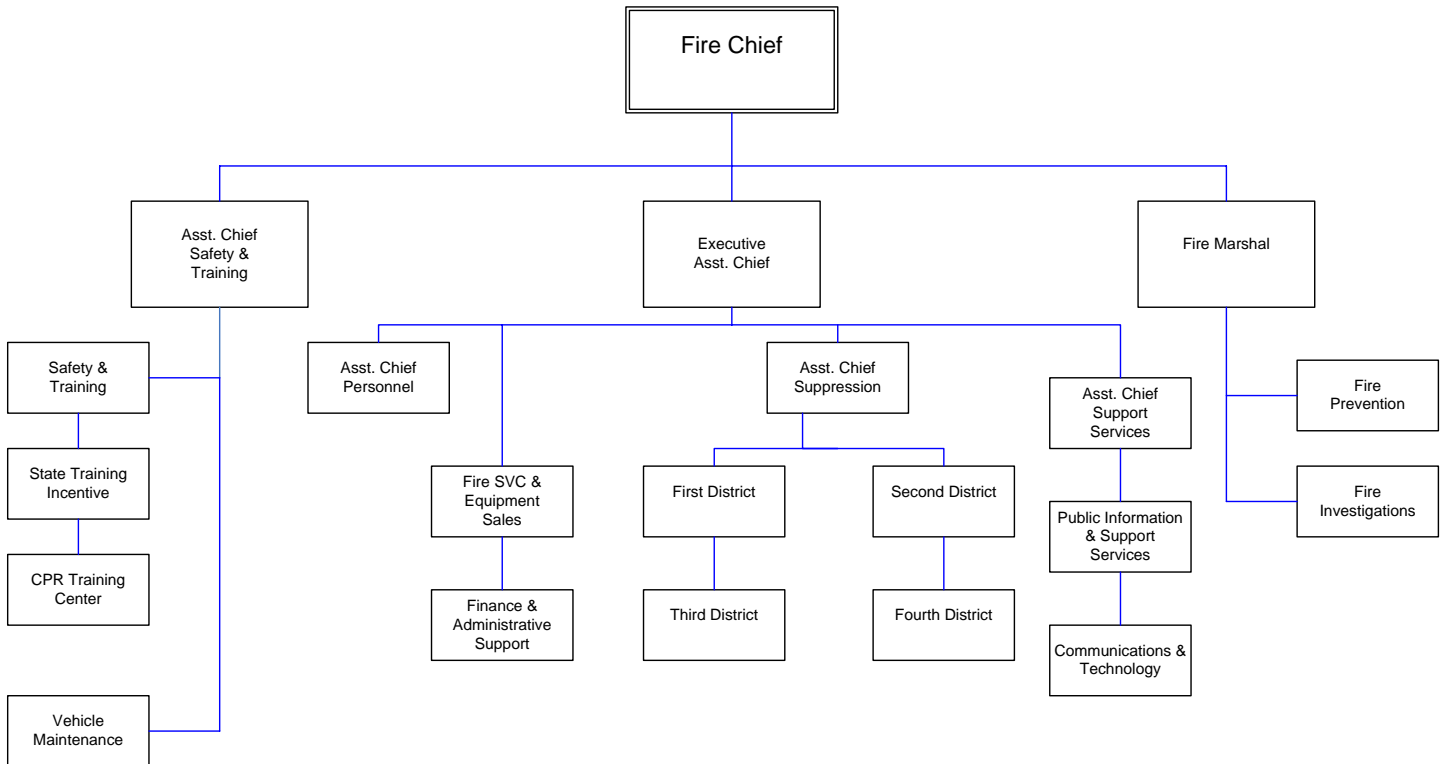 Fire Chief
Asst. Chief
Safety &
Training
Executive
Asst. Chief
Fire Marshal
Safety &
Training
Asst. Chief
Personnel
Asst. Chief
Suppression
Asst. Chief
Support
Services
Fire
Prevention
State Training
Incentive
Fire SVC &
Equipment
Sales
First District
Second District
Public Information
& Support
Services
Fire
Investigations
CPR Training
Center
Finance &
Administrative
Support
Third District
Fourth District
Communications &
Technology
Vehicle
Maintenance